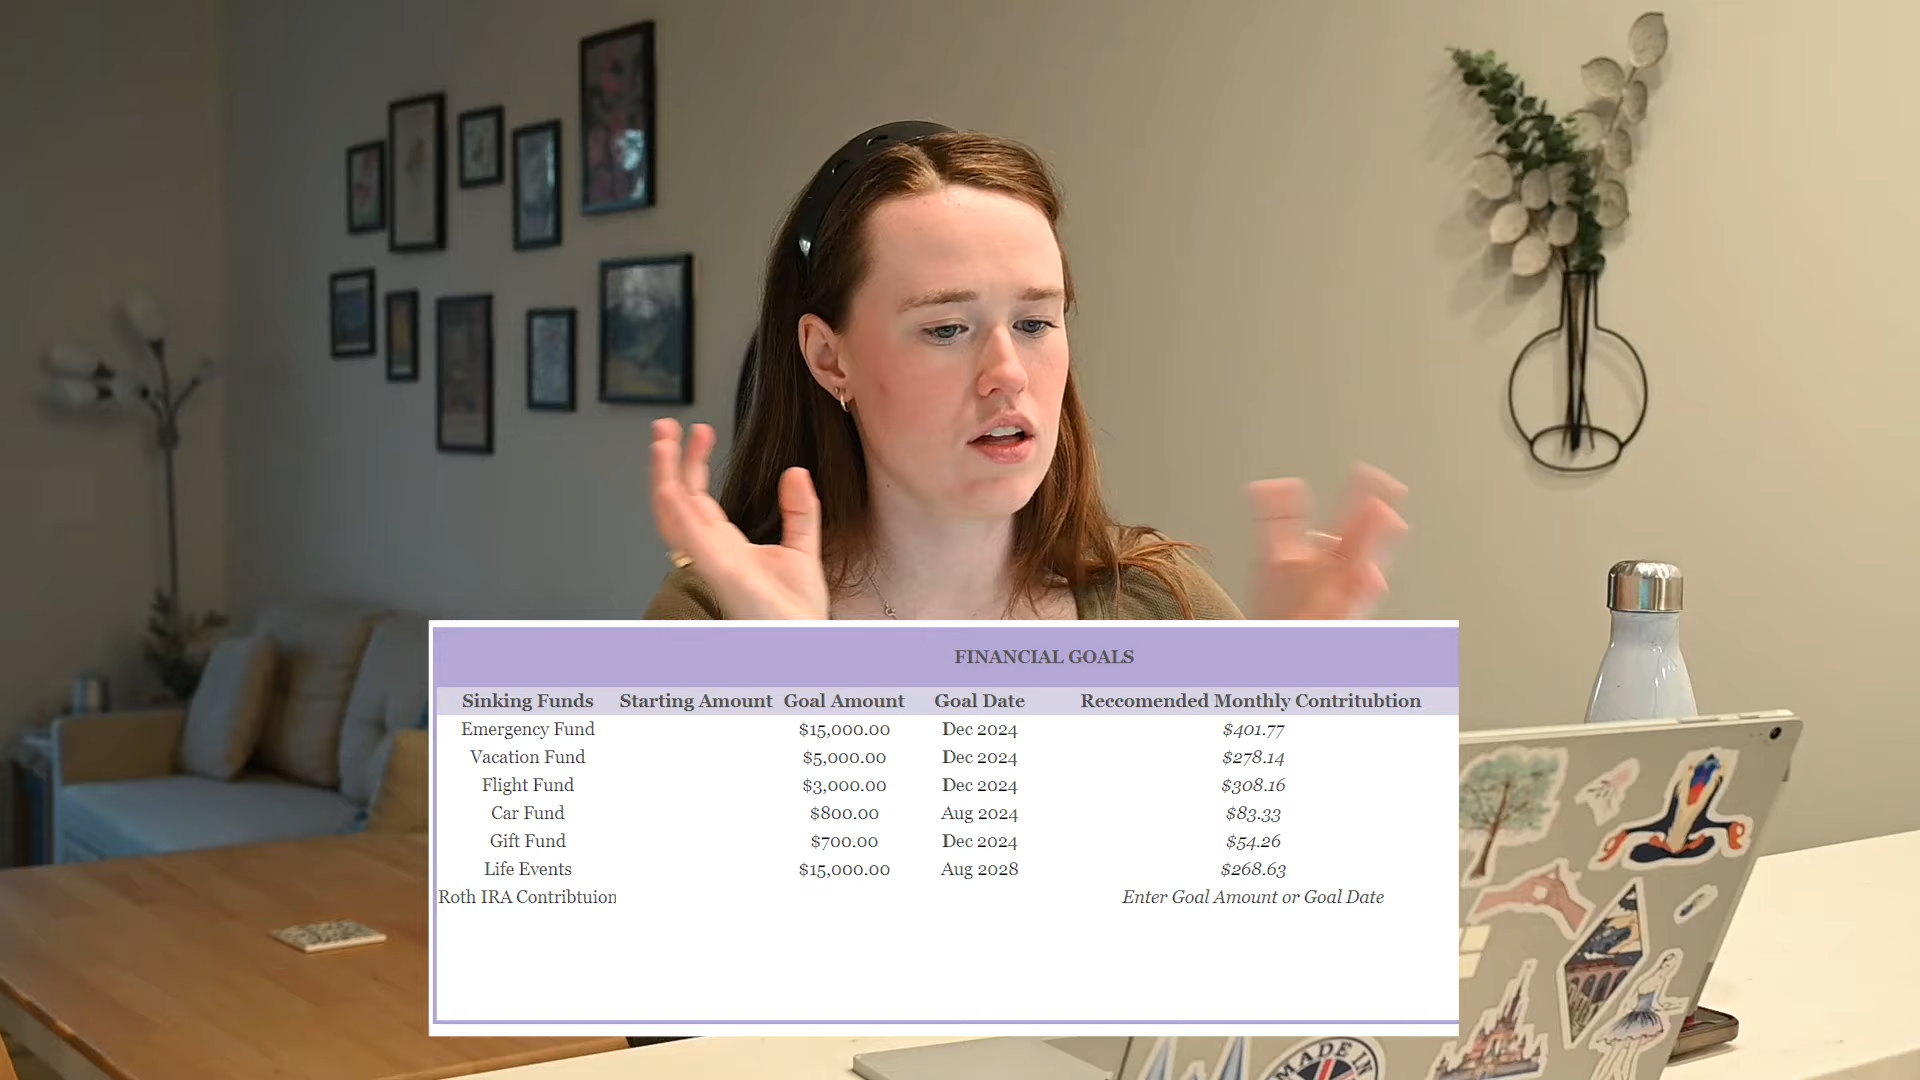 FINANCIAL GOALS
Sinking Funds Starting Amount Goal Amount Goal Date Reccomended Monthly Contritubtion
Emergency Fund $15,000.00 Dec 2024 $401.77
Vacation Fund $5,000.00 Dec 2024 $278.14
Flight Fund $3,000.00 Dec 2024 $308.16
Car Fund $800.00 Aug 2024 $83.33
Gift Fund $700.00 Dec 2024 $54.26
Life Events $15,000.00 Aug 2028 $268.63
Roth IRA Contribtuion Enter Goal Amount or Goal Date
MADE IN